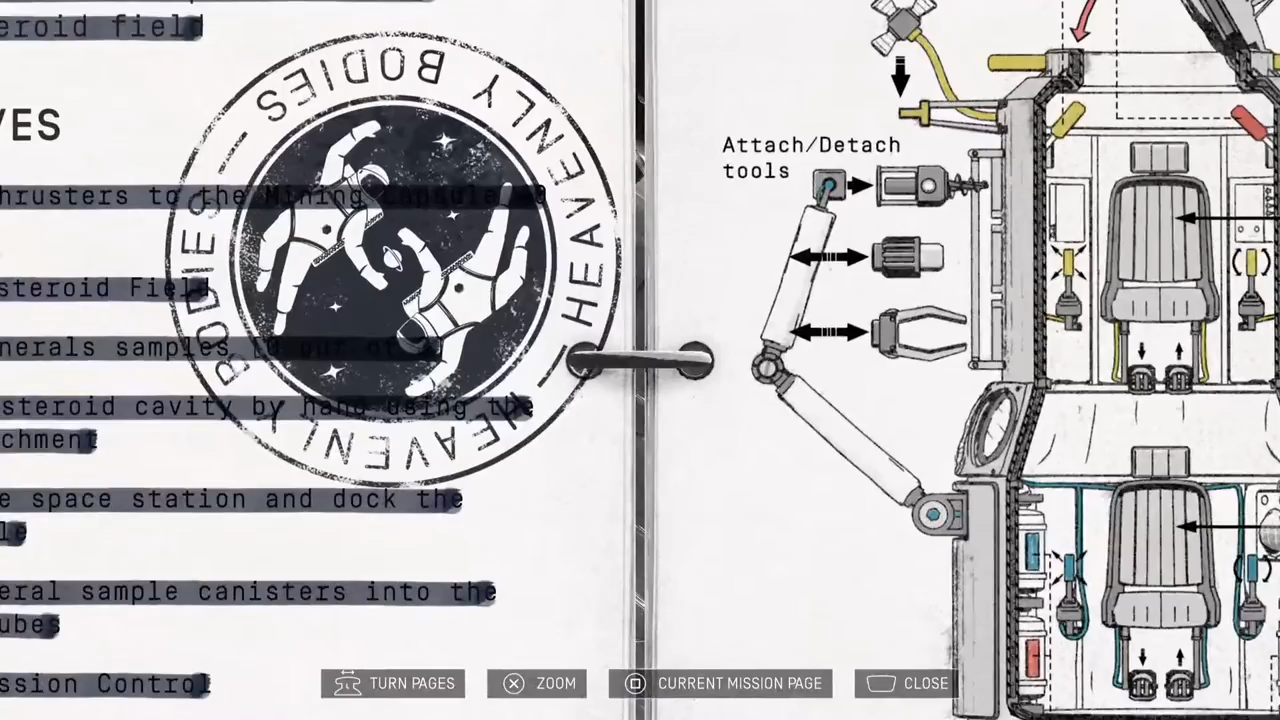 eroid field
VES
hrusters to the Mining Capsule x3
steroid Field
nerals samples
steroid cavity by hand using the
chment
e space station and dock the
le
eral sample canisters into the
ubes
ssion Control
HEAVENLY BODIES — HEAVENLY BODIES —
Attach/Detach
tools
TURN PAGES
ZOOM
CURRENT MISSION PAGE
CLOSE